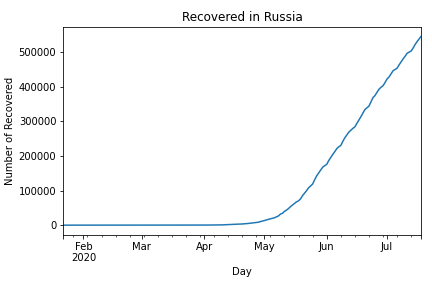 Recovered in Russia
Number of Recovered
500000
400000
300000
200000
100000
0
Feb Mar Apr May Jun Jul
2020
Day